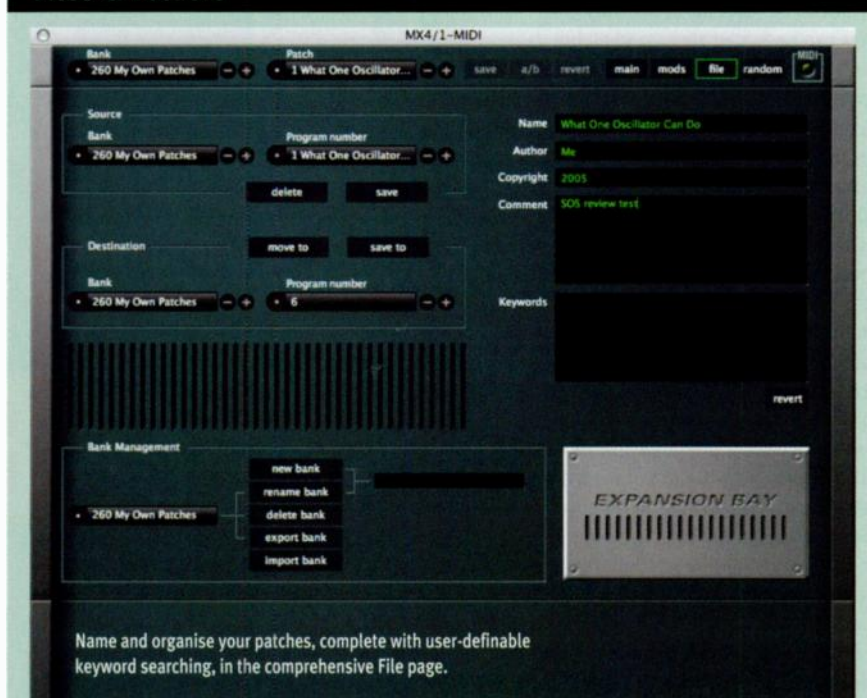 MX4/1-MIDI
Bank
260 My Own Patches
Patch
1 What One Oscillator...
save a/b revert main mods file random
MIDI
Source
Bank
260 My Own Patches
Program number
1 What One Oscillator...
delete save
Destination
move to save to
Bank
260 My Own Patches
Program number
6
Name What One Oscillator Can Do
Author Me
Copyright 2005
Comment SOS review test
Keywords
revert
Bank Management
260 My Own Patches
new bank
rename bank
delete bank
export bank
import bank
EXPANSION BAY
Name and organise your patches, complete with user-definable
keyword searching, in the comprehensive File page.